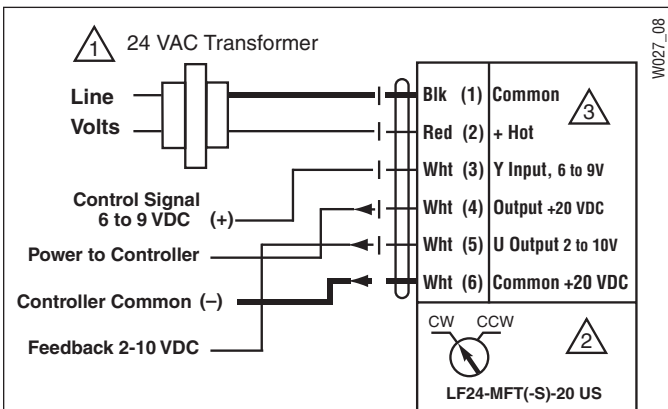 W027_08
1 24 VAC Transformer
Line
Volts
Blk (1) Common
3
Red (2) + Hot
Wht (3) Y Input, 6 to 9V
Control Signal
6 to 9 VDC (+)
Wht (4) Output +20 VDC
Power to Controller
Wht (5) U Output 2 to 10V
Controller Common (–)
Wht (6) Common +20 VDC
Feedback 2-10 VDC
CW CCW
2
LF24-MFT(-S)-20 US